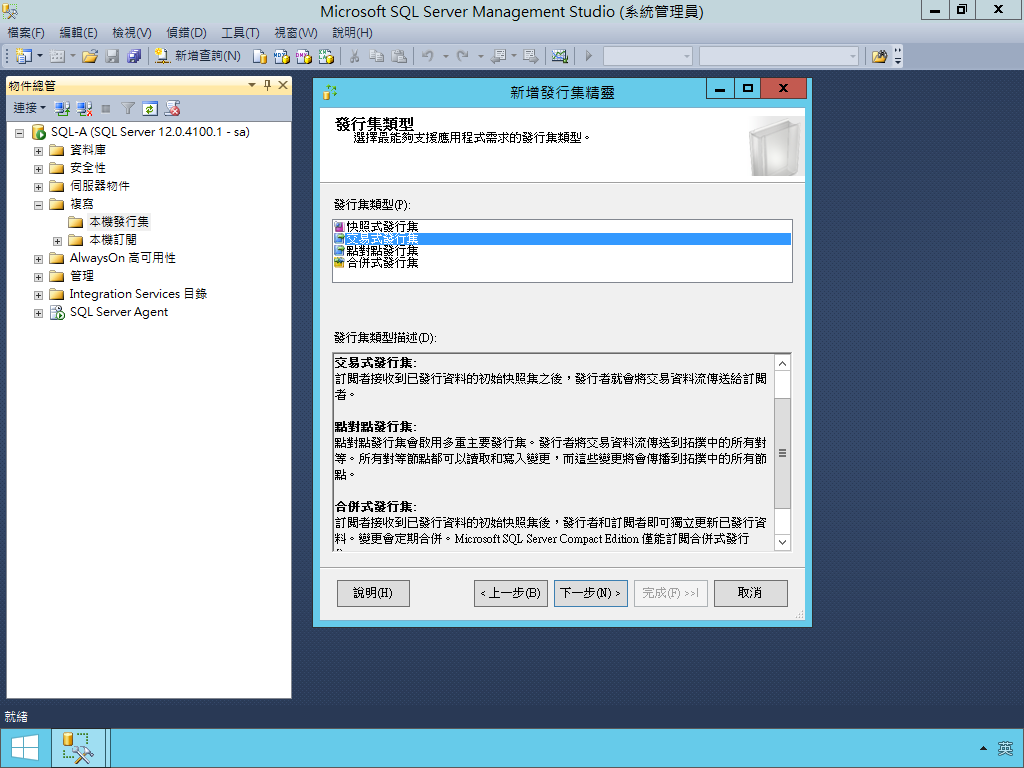 Microsoft SQL Server Management Studio (系統管理員)
檔案(F) 編輯(E) 檢視(V) 偵錯(D) 工具(T) 視窗(W) 說明(H)
新增查詢(N)
物件總管
連接
SQL-A (SQL Server 12.0.4100.1 - sa)
資料庫
安全性
伺服器物件
複寫
本機發行集
本機訂閱
AlwaysOn 高可用性
管理
Integration Services 目錄
SQL Server Agent
新增發行集精靈
發行集類型
選擇最能夠支援應用程式需求的發行集類型。
發行集類型(P):
快照式發行集
交易式發行集
點對點發行集
合併式發行集
發行集類型描述(D):
交易式發行集:
訂閱者接收到已發行資料的初始快照集之後，發行者就會將交易資料流傳送給訂閱
者。
點對點發行集:
點對點發行集會啟用多重主要發行集。發行者將交易資料流傳送到拓撲中的所有對
等。所有對等節點都可以讀取和寫入變更，而這些變更將會傳播到拓撲中的所有節
點。
合併式發行集:
訂閱者接收到已發行資料的初始快照集後，發行者和訂閱者即可獨立更新已發行資
料。變更會定期合併。Microsoft SQL Server Compact Edition 僅能訂閱合併式發行
說明(H) < 上一步(B) 下一步(N) > 完成(F) >>| 取消
就緒
英